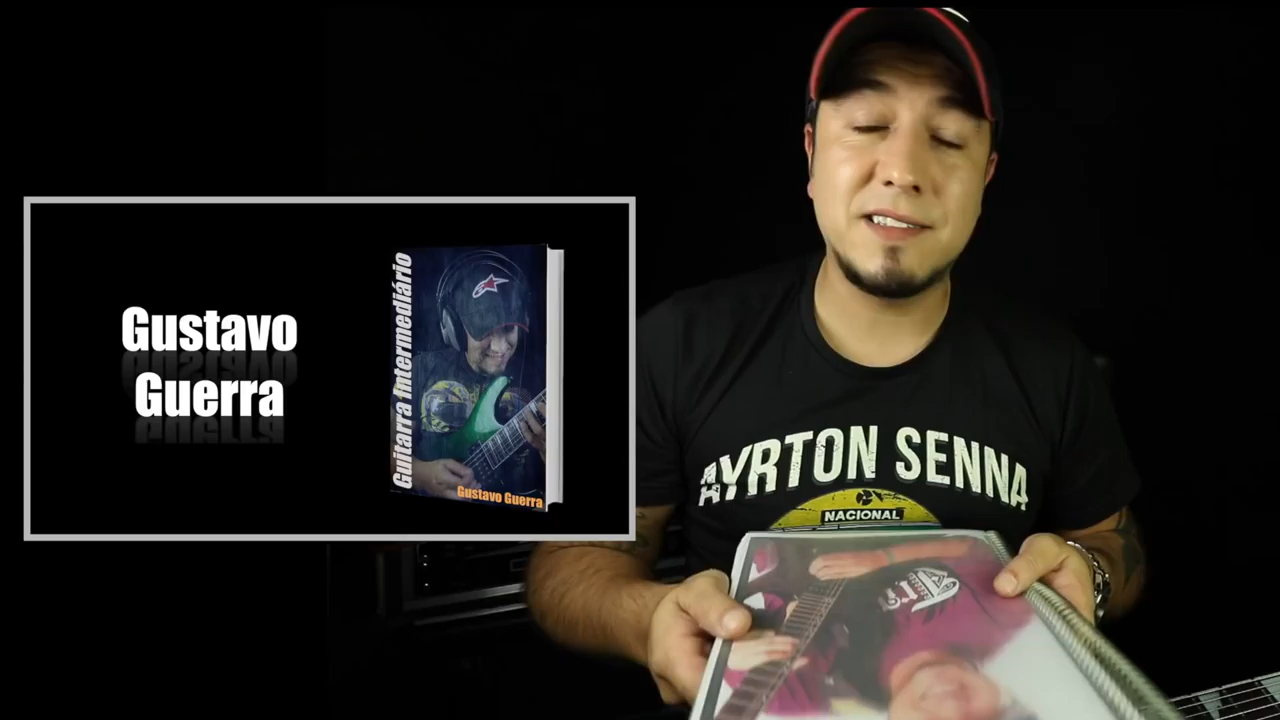 Gustavo
Guerra
Guitarra Intermediário
Gustavo Guerra
AYRTON SENNA
NACIONAL